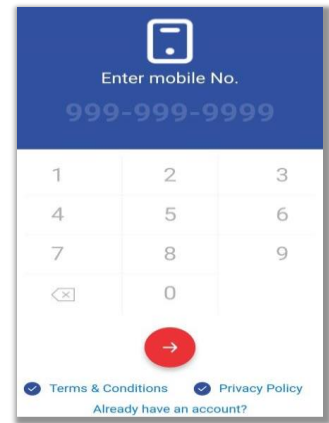 Enter mobile No.
999-999-9999
1 2 3
4 5 6
7 8 9
0
Terms & Conditions Privacy Policy
Already have an account?